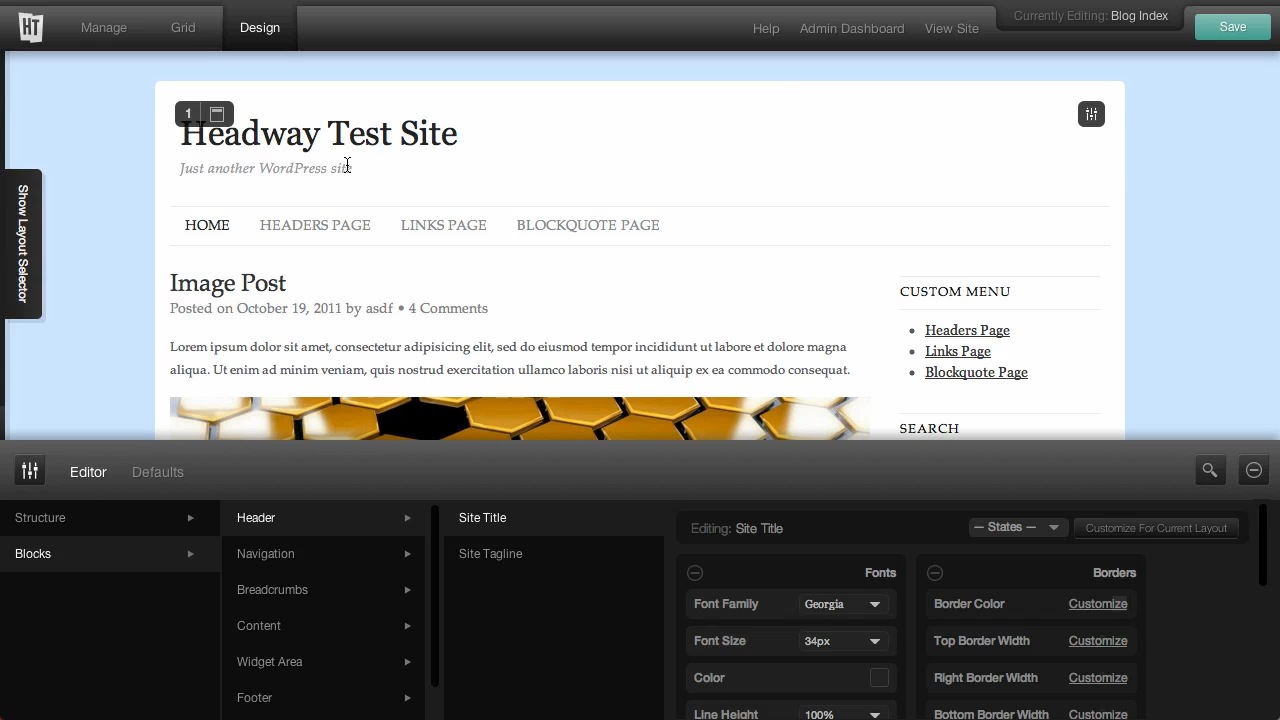 HT
Manage
Grid
Design
Help
Admin Dashboard
View Site
Currently Editing: Blog Index
Save
1
Headway Test Site
Just another WordPress site
Show Layout Selector
HOME
HEADERS PAGE
LINKS PAGE
BLOCKQUOTE PAGE
Image Post
Posted on October 19, 2011 by asdf • 4 Comments
Lorem ipsum dolor sit amet, consectetur adipisicing elit, sed do eiusmod tempor incididunt ut labore et dolore magna
aliqua. Ut enim ad minim veniam, quis nostrud exercitation ullamco laboris nisi ut aliquip ex ea commodo consequat.
CUSTOM MENU
Headers Page
Links Page
Blockquote Page
SEARCH
Editor
Defaults
Structure
Blocks
Header
Navigation
Breadcrumbs
Content
Widget Area
Footer
Site Title
Site Tagline
Editing: Site Title
— States —
Customize For Current Layout
Fonts
Font Family
Georgia
Font Size
34px
Color
Line Height
100%
Borders
Border Color
Customize
Top Border Width
Customize
Right Border Width
Customize
Bottom Border Width
Customize